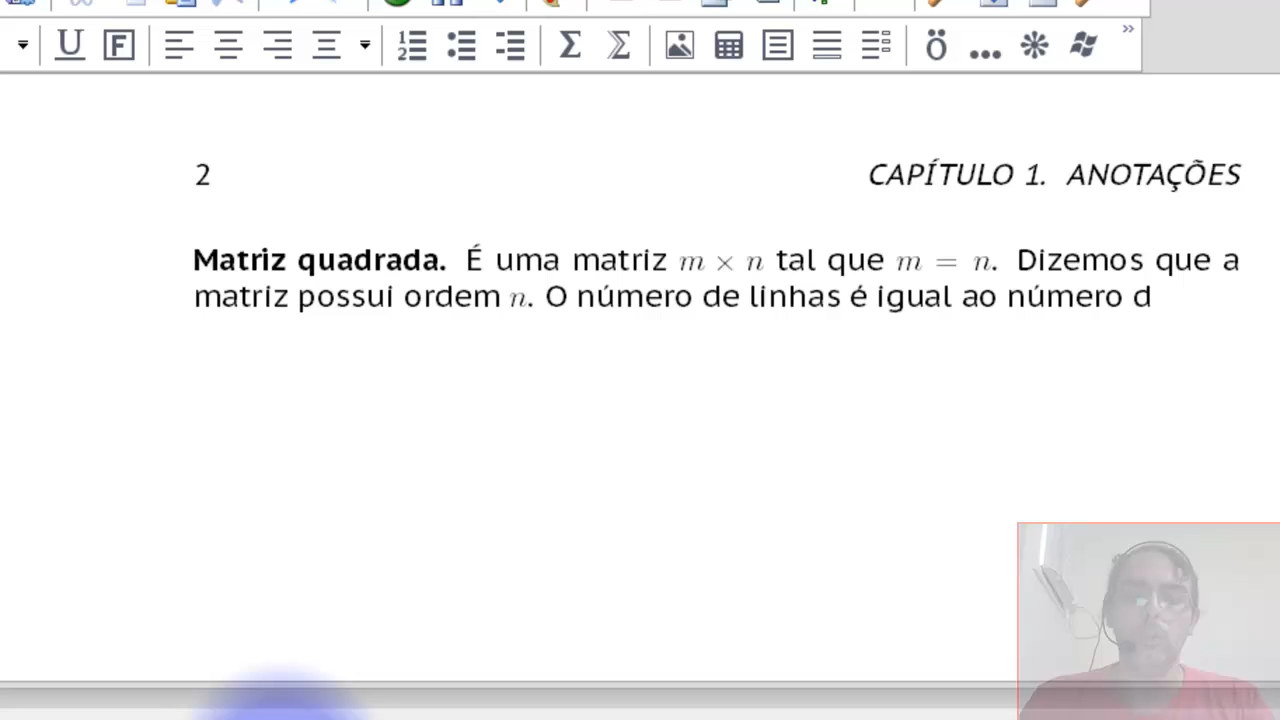 2 CAPÍTULO 1. ANOTAÇÕES
Matriz quadrada. É uma matriz m × n tal que m = n. Dizemos que a
matriz possui ordem n. O número de linhas é igual ao número d